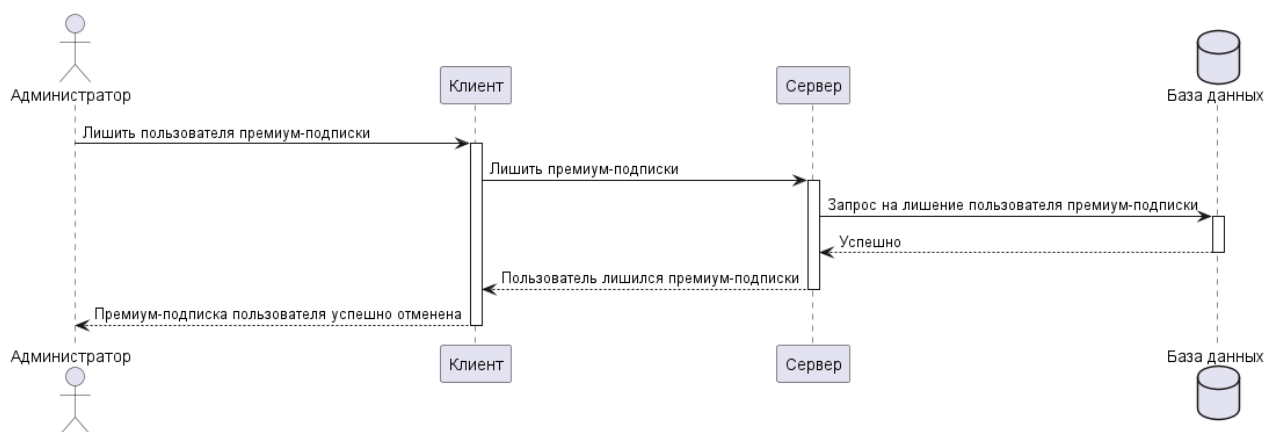 Администратор
Клиент
Сервер
База данных
Лишить пользователя премиум-подписки
Лишить премиум-подписки
Запрос на лишение пользователя премиум-подписки
Успешно
Пользователь лишился премиум-подписки
Премиум-подписка пользователя успешно отменена
Администратор
Клиент
Сервер
База данных